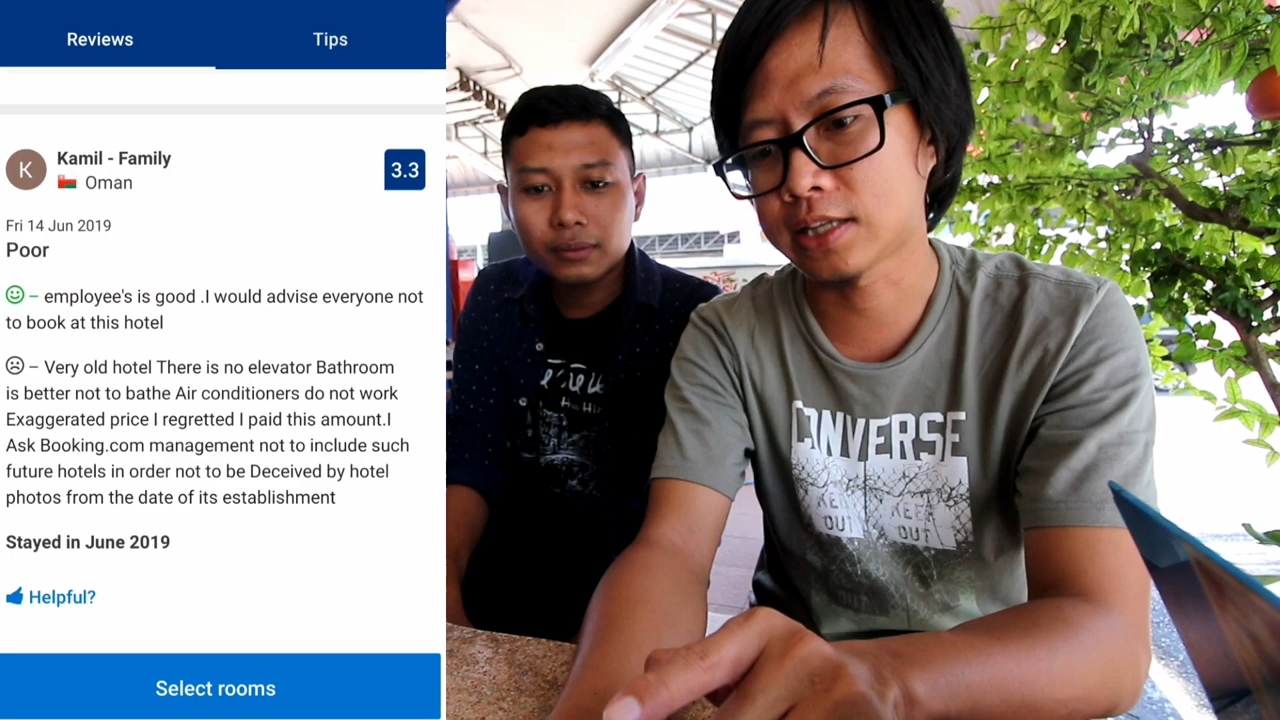 Reviews
Tips
K
Kamil - Family
Oman
3.3
Fri 14 Jun 2019
Poor
– employee's is good .I would advise everyone not
to book at this hotel
– Very old hotel There is no elevator Bathroom
is better not to bathe Air conditioners do not work
Exaggerated price I regretted I paid this amount.I
Ask Booking.com management not to include such
future hotels in order not to be Deceived by hotel
photos from the date of its establishment
Stayed in June 2019
Helpful?
Select rooms
CONVERSE
KEEP
OUT
KEEP
OUT